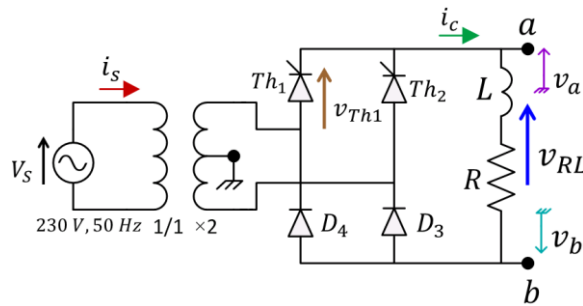 i_c
a
i_s
Th_1
v_Th1
Th_2
L
v_a
V_s
R
v_RL
230 V, 50 Hz 1/1 ×2
D_4
D_3
v_b
b